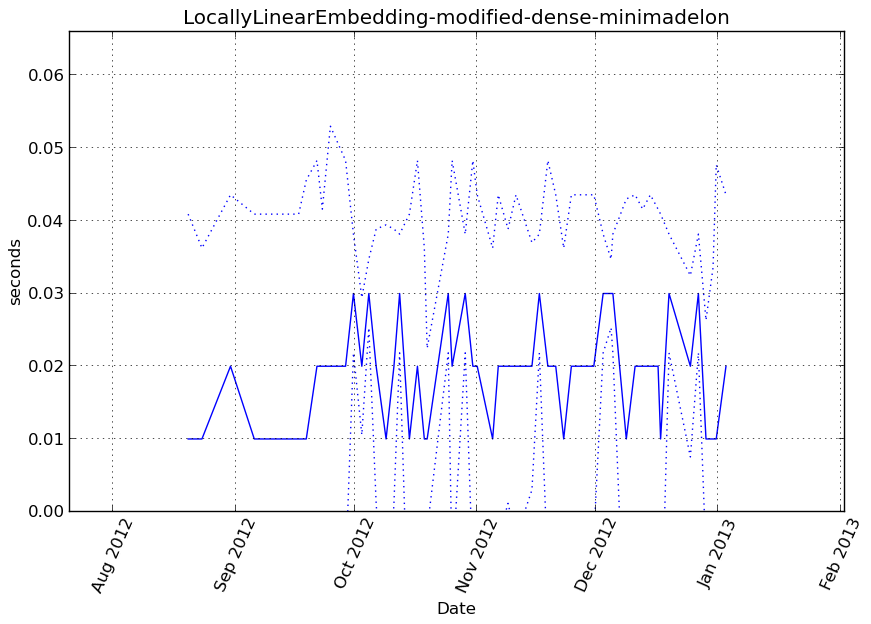 LocallyLinearEmbedding-modified-dense-minimadelon
0.06
0.05
0.04
0.03
0.02
0.01
0.00
seconds
Aug 2012
Sep 2012
Oct 2012
Nov 2012
Dec 2012
Jan 2013
Feb 2013
Date